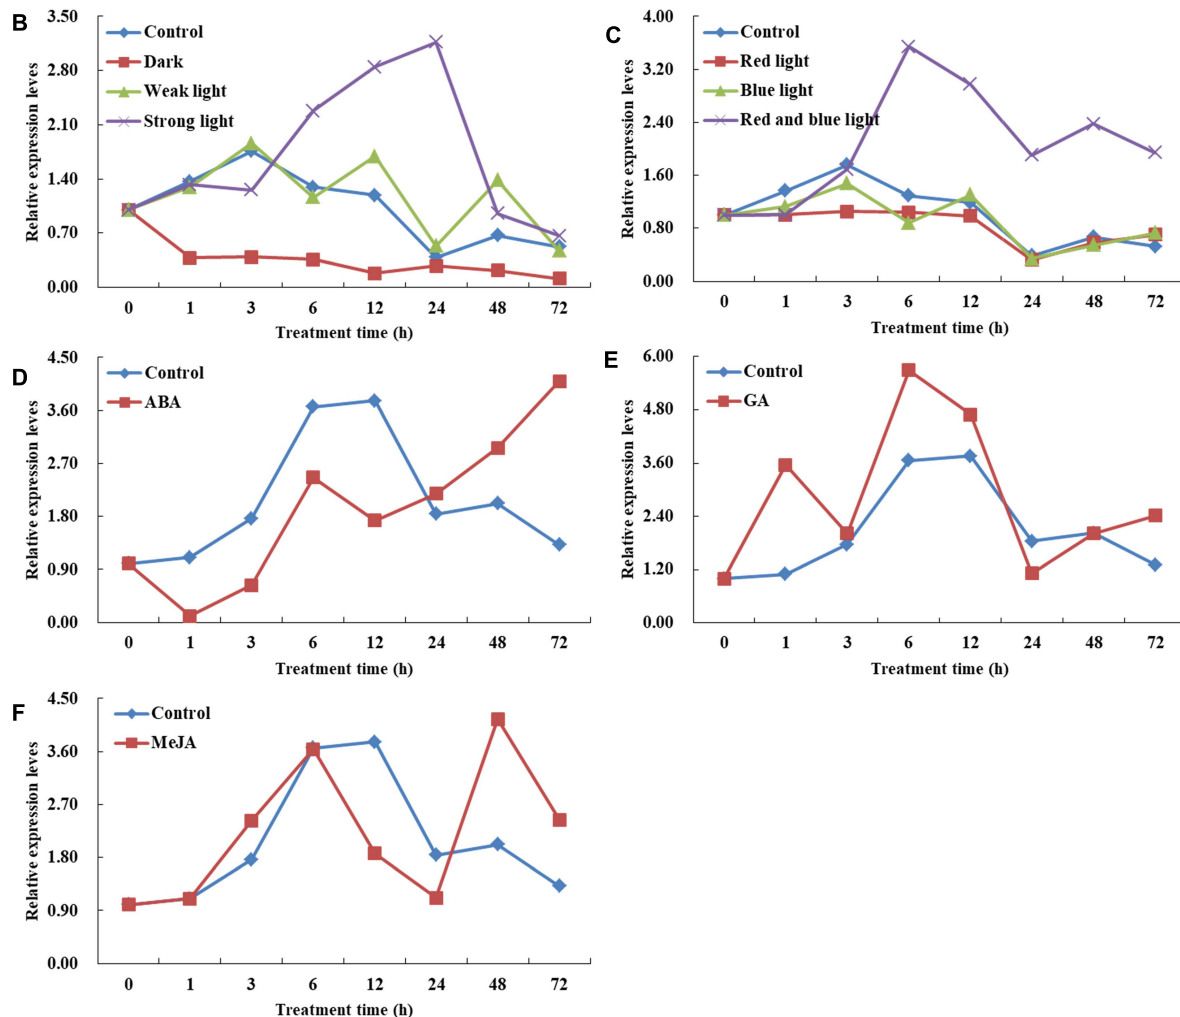 B
Relative expression leves
3.50
2.80
2.10
1.40
0.70
0.00
Control
Dark
Weak light
Strong light
0 1 3 6 12 24 48 72
Treatment time (h)
C
Relative expression leves
4.00
3.20
2.40
1.60
0.80
0.00
Control
Red light
Blue light
Red and blue light
0 1 3 6 12 24 48 72
Treatment time (h)
D
Relative expression leves
4.50
3.60
2.70
1.80
0.90
0.00
Control
ABA
0 1 3 6 12 24 48 72
Treatment time (h)
E
Relative expression leves
6.00
4.80
3.60
2.40
1.20
0.00
Control
GA
0 1 3 6 12 24 48 72
Treatment time (h)
F
Relative expression leves
4.50
3.60
2.70
1.80
0.90
0.00
Control
MeJA
0 1 3 6 12 24 48 72
Treatment time (h)